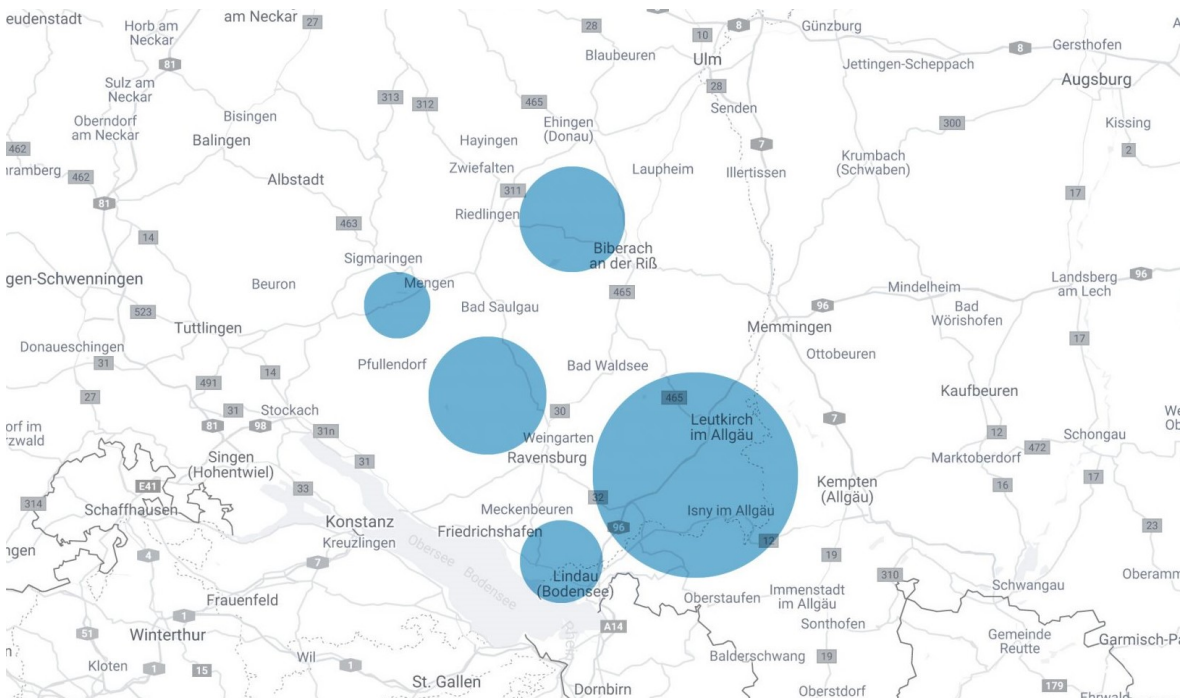 eudenstadt
Horb am
Neckar
am Neckar
27
28
10
8
Günzburg
Blaubeuren
Ulm
8
Gersthofen
81
Jettingen-Scheppach
Augsburg
Sulz am
Neckar
313
312
465
28
Senden
Oberndorf
am Neckar
Bisingen
Ehingen
(Donau)
300
Kissing
462
Balingen
Hayingen
7
2
nramberg
462
Zwiefalten
Laupheim
Illertissen
Krumbach
(Schwaben)
Albstadt
311
17
81
Riedlingen
463
14
Biberach
an der Riß
Sigmaringen
gen-Schwenningen
Beuron
Mengen
465
Mindelheim
Landsberg
am Lech
96
523
Bad Saulgau
96
Bad
Wörishofen
Tuttlingen
Memmingen
Donaueschingen
31
Pfullendorf
Bad Waldsee
Ottobeuren
17
14
491
27
465
Kaufbeuren
31
Stockach
30
Leutkirch
im Allgäu
7
orf im
rzwald
81
98
31n
Weingarten
12
Schongau
Ravensburg
472
Singen
(Hohentwiel)
31
Marktoberdorf
E41
33
32
Kempten
(Allgäu)
16
17
314
Schaffhausen
Meckenbeuren
Isny im Allgäu
Konstanz
Friedrichshafen
96
23
Kreuzlingen
12
ngen
4
7
Obersee
19
Bodensee
Lindau
(Bodensee)
310
Oberamm
Schwangau
Frauenfeld
Oberstaufen
Immenstadt
im Allgäu
1
A14
Sonthofen
51
Winterthur
Gemeinde
Reutte
Garmisch-Pa
Wil
Balderschwang
19
Kloten
1
15
1
St. Gallen
Dornbirn
Oberstdorf
179
Ehrwald